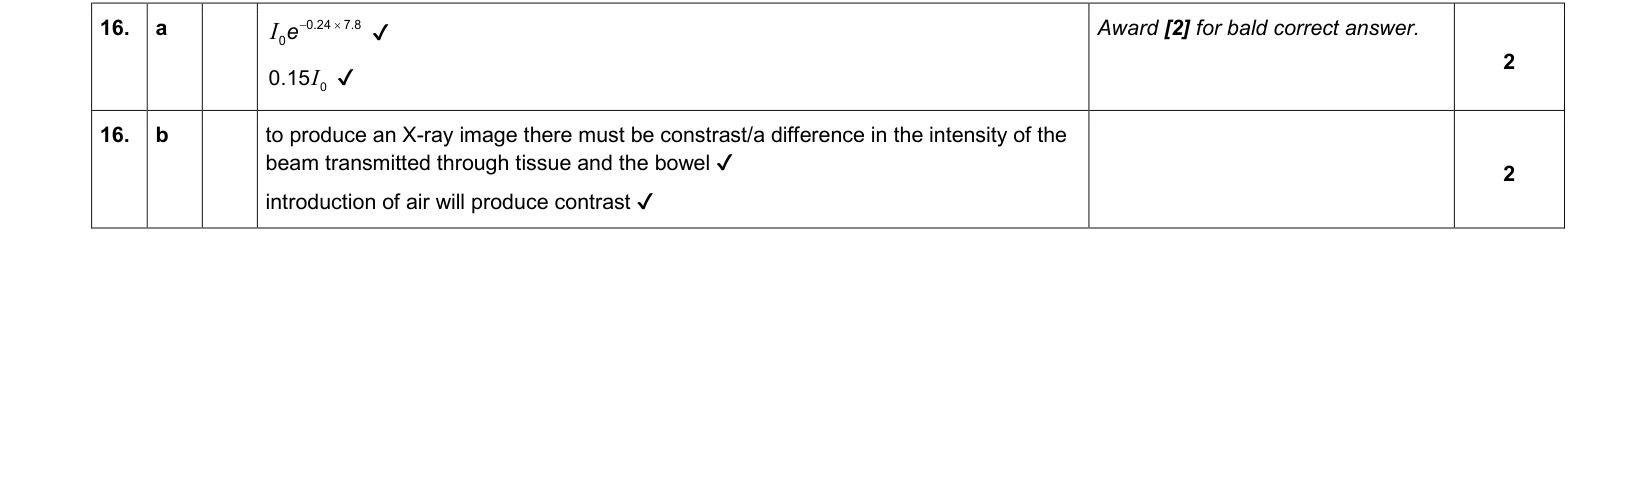 16. a I₀e^−0.24 × 7.8 ✓ Award [2] for bald correct answer.
0.15I₀ ✓
2
16. b to produce an X-ray image there must be constrast/a difference in the intensity of the
beam transmitted through tissue and the bowel ✓
2
introduction of air will produce contrast ✓